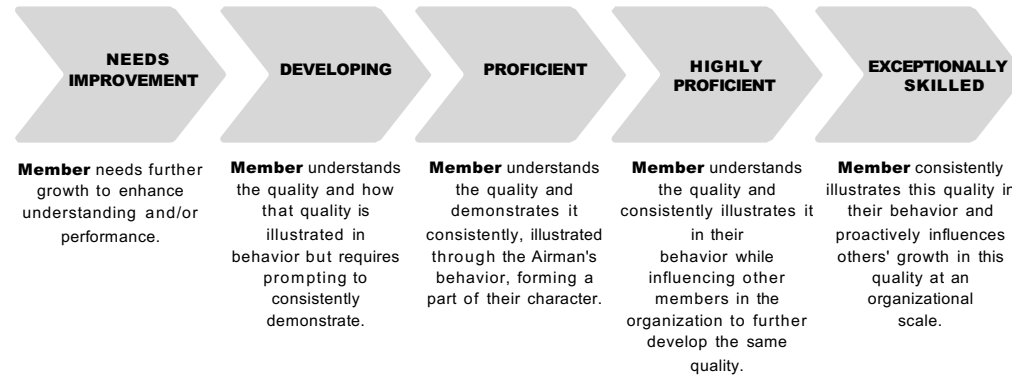 NEEDS
IMPROVEMENT
DEVELOPING
PROFICIENT
HIGHLY
PROFICIENT
EXCEPTIONALLY
SKILLED
Member needs further
growth to enhance
understanding and/or
performance.
Member understands
the quality and how
that quality is
illustrated in
behavior but requires
prompting to
consistently
demonstrate.
Member understands
the quality and
demonstrates it
consistently, illustrated
through the Airman's
behavior, forming a
part of their character.
Member understands
the quality and
consistently illustrates it
in their
behavior while
influencing other
members in the
organization to further
develop the same
quality.
Member consistently
illustrates this quality in
their behavior and
proactively influences
others' growth in this
quality at an
organizational
scale.